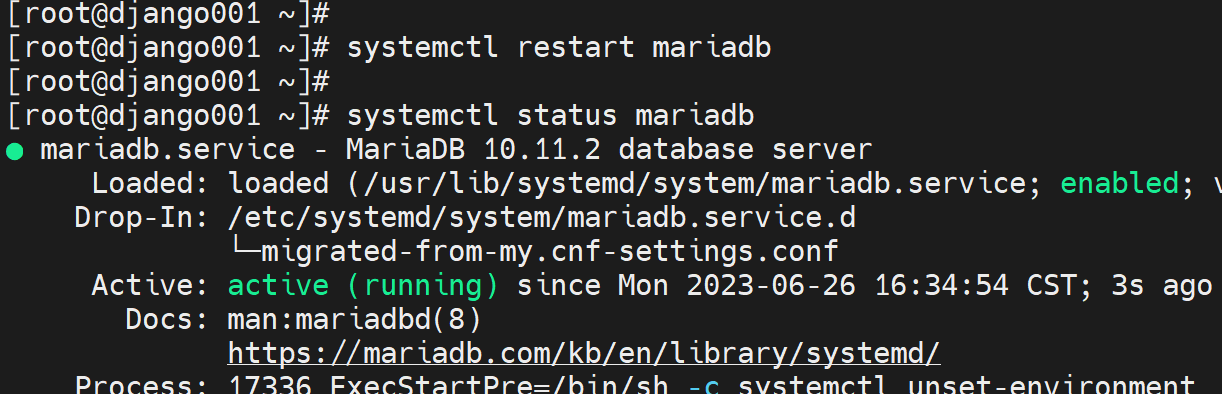 [root@django001 ~]#
[root@django001 ~]# systemctl restart mariadb
[root@django001 ~]#
[root@django001 ~]# systemctl status mariadb
● mariadb.service - MariaDB 10.11.2 database server
     Loaded: loaded (/usr/lib/systemd/system/mariadb.service; enabled; v
    Drop-In: /etc/systemd/system/mariadb.service.d
             └─migrated-from-my.cnf-settings.conf
     Active: active (running) since Mon 2023-06-26 16:34:54 CST; 3s ago
       Docs: man:mariadbd(8)
             https://mariadb.com/kb/en/library/systemd/
    Process: 17336 ExecStartPre=/bin/sh -c systemctl unset-environment